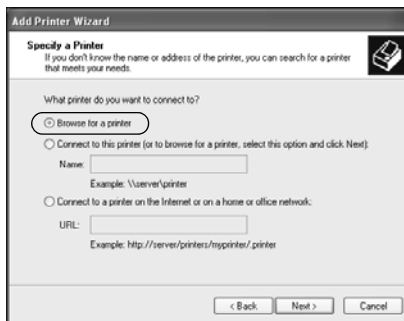 Add Printer Wizard
Specify a Printer
If you don't know the name or address of the printer, you can search for a printer
that meets your needs.
What printer do you want to connect to?
Browse for a printer
Connect to this printer (or to browse for a printer, select this option and click Next):
Name:
Example: \\server\printer
Connect to a printer on the Internet or on a home or office network:
URL:
Example: http://server/printers/myprinter/.printer
< Back
Next >
Cancel